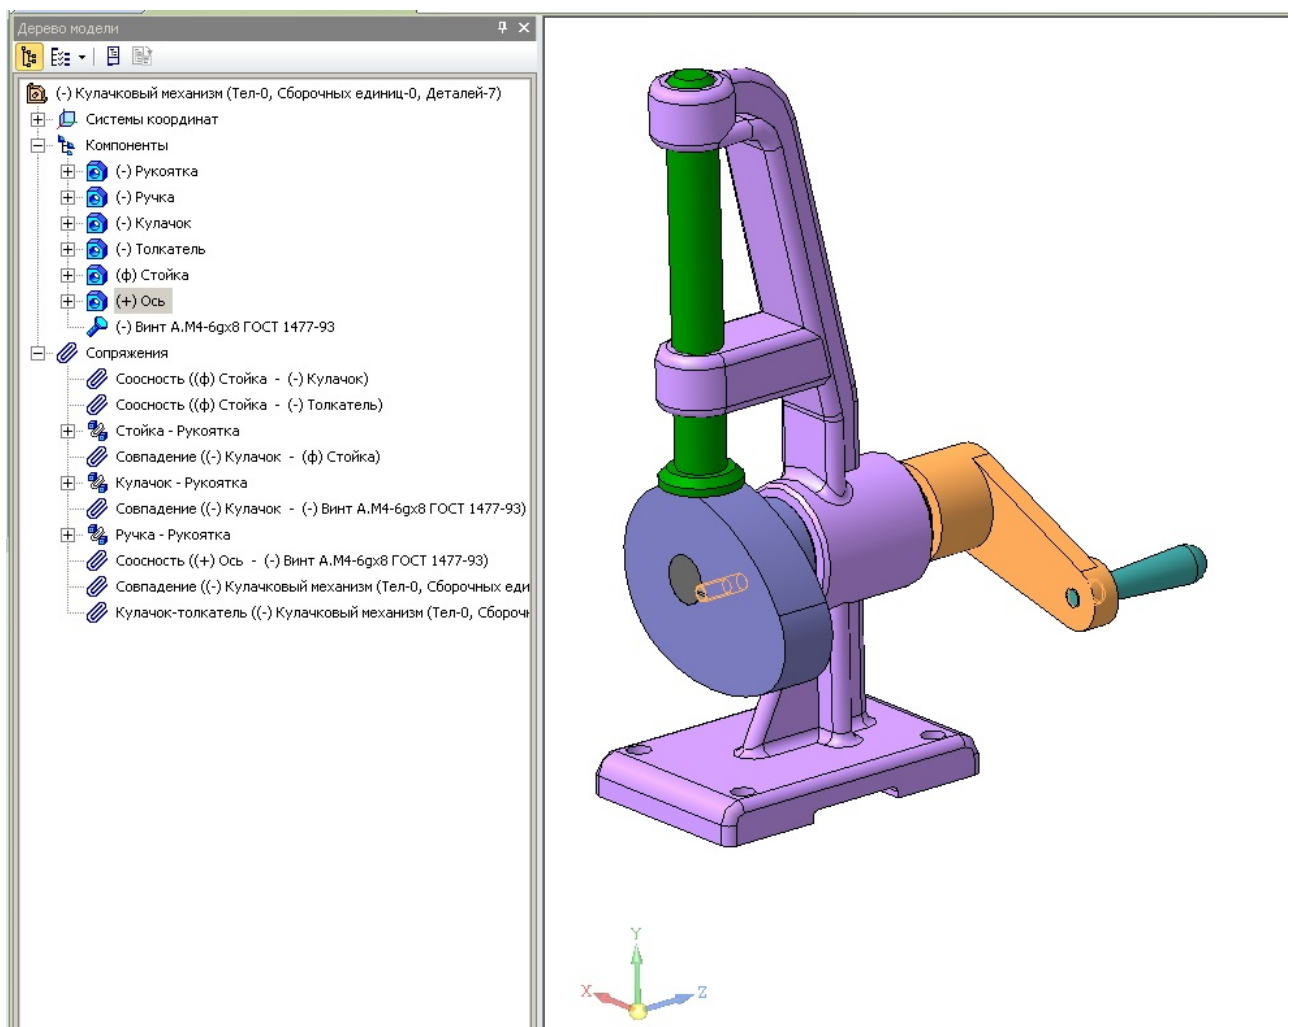 Дерево модели
(-) Кулачковый механизм (Тел-0, Сборочных единиц-0, Деталей-7)
Системы координат
Компоненты
(-) Рукоятка
(-) Ручка
(-) Кулачок
(-) Толкатель
(ф) Стойка
(+) Ось
(-) Винт А.М4-6gx8 ГОСТ 1477-93
Сопряжения
Соосность ((ф) Стойка - (-) Кулачок)
Соосность ((ф) Стойка - (-) Толкатель)
Стойка - Рукоятка
Совпадение ((-) Кулачок - (ф) Стойка)
Кулачок - Рукоятка
Совпадение ((-) Кулачок - (-) Винт А.М4-6gx8 ГОСТ 1477-93)
Ручка - Рукоятка
Соосность ((+) Ось - (-) Винт А.М4-6gx8 ГОСТ 1477-93)
Совпадение ((-) Кулачковый механизм (Тел-0, Сборочных еди
Кулачок-толкатель ((-) Кулачковый механизм (Тел-0, Сбороч
Y
X
Z